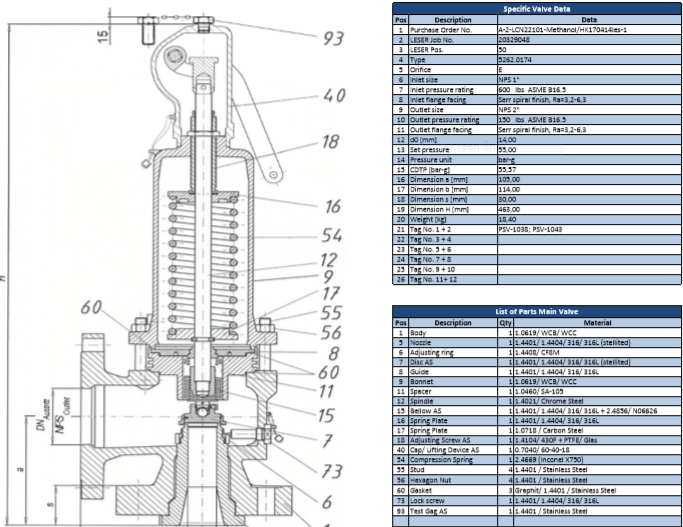 15
93
40
18
16
54
12
9
17
60
55
56
8
60
11
15
7
73
6
H
DN Austritt
NPS Outlet
a
s
Specific Valve Data
Pos Description Data
1 Purchase Order No. A-2-LCN22101-Methanol/HX170414les-1
2 LESER Job No. 20329048
3 LESER Pos. 50
4 Type 5262.0174
5 Orifice E
6 Inlet size NPS 1"
7 Inlet pressure rating 600 lbs ASME B16.5
8 Inlet flange facing Serr spiral finish, Ra=3,2-6,3
9 Outlet size NPS 2"
10 Outlet pressure rating 150 lbs ASME B16.5
11 Outlet flange facing Serr spiral finish, Ra=3,2-6,3
12 d0 [mm] 14,00
13 Set pressure 55,00
14 Pressure unit bar-g
15 CDTP [bar-g] 55,57
16 Dimension a [mm] 105,00
17 Dimension b [mm] 114,00
18 Dimension s [mm] 30,00
19 Dimension H [mm] 463,00
20 Weight [kg] 18,40
21 Tag No. 1 + 2 PSV-1038; PSV-1043
22 Tag No. 3 + 4
23 Tag No. 5 + 6
24 Tag No. 7 + 8
25 Tag No. 9 + 10
26 Tag No. 11+ 12
List of Parts Main Valve
Pos Description Qty Material
1 Body 1 1.0619/ WCB/ WCC
5 Nozzle 1 1.4401/ 1.4404/ 316/ 316L (stellited)
6 Adjusting ring 1 1.4408/ CF8M
7 Disc AS 1 1.4401/ 1.4404/ 316/ 316L (stellited)
8 Guide 1 1.4401/ 1.4404/ 316/ 316L
9 Bonnet 1 1.0619/ WCB/ WCC
11 Spacer 1 1.0460/ SA-105
12 Spindle 1 1.4021/ Chrome Steel
15 Bellow AS 1 1.4401/ 1.4404/ 316/ 316L + 2.4856/ N06626
16 Spring Plate 1 1.4401/ 1.4404/ 316/ 316L
17 Spring Plate 1 1.0718 / Carbon Steel
18 Adjusting Screw AS 1 1.4104/ 430F + PTFE/ Glas
40 Cap/ Lifting Device AS 1 0.7040/ 60-40-18
54 Compression Spring 1 2.4669 (Inconel X750)
55 Stud 4 1.4401 / Stainless Steel
56 Hexagon Nut 4 1.4401 / Stainless Steel
60 Gasket 3 Graphit/ 1.4401 / Stainless Steel
73 Lock screw 1 1.4401/ 1.4404/ 316/ 316L
93 Test Gag AS 1 1.4401 / Stainless Steel